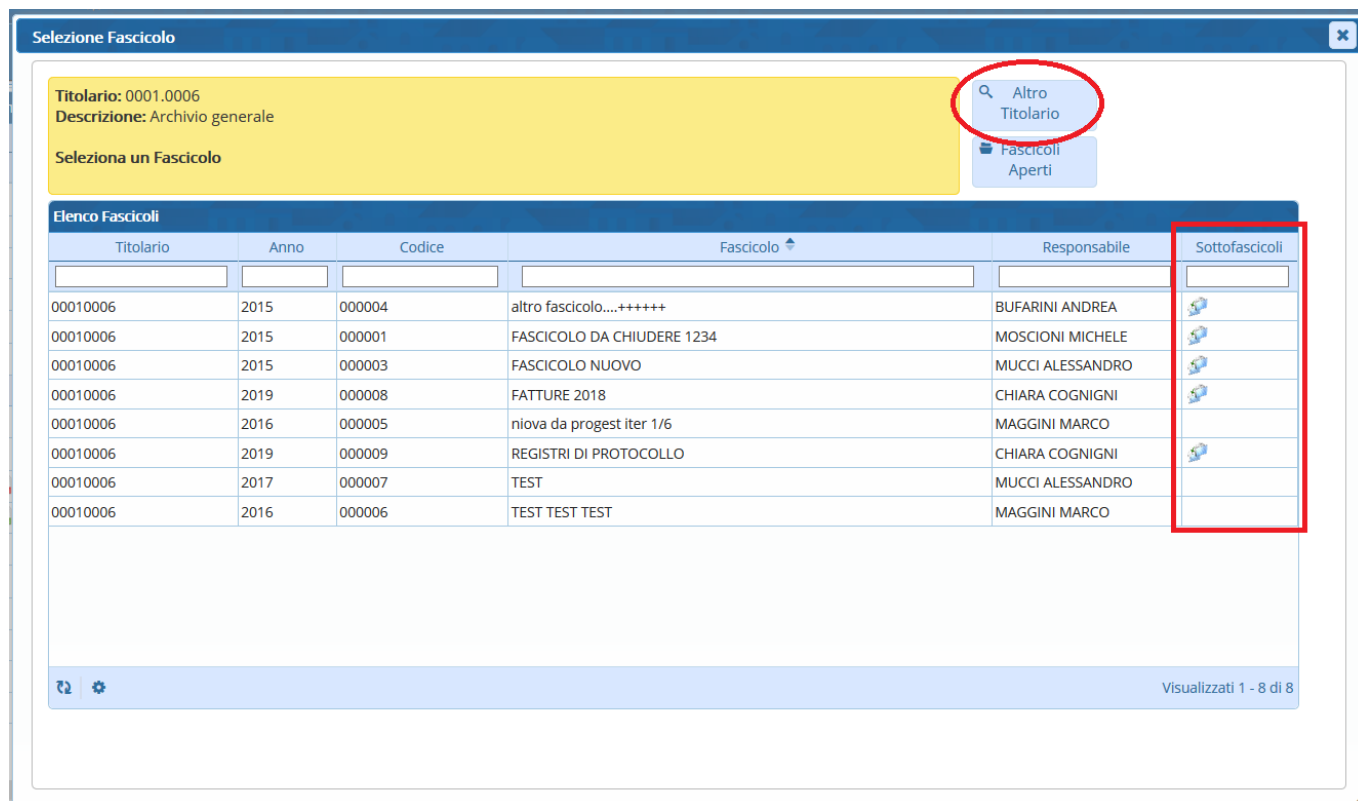 Selezione Fascicolo
Titolario: 0001.0006
Descrizione: Archivio generale
Seleziona un Fascicolo
Altro
Titolario
Fascicoli
Aperti
Elenco Fascicoli
Titolario Anno Codice Fascicolo Responsabile Sottofascicoli
00010006 2015 000004 altro fascicolo....++++++ BUFARINI ANDREA
00010006 2015 000001 FASCICOLO DA CHIUDERE 1234 MOSCIONI MICHELE
00010006 2015 000003 FASCICOLO NUOVO MUCCI ALESSANDRO
00010006 2019 000008 FATTURE 2018 CHIARA COGNIGNI
00010006 2016 000005 niova da progest iter 1/6 MAGGINI MARCO
00010006 2019 000009 REGISTRI DI PROTOCOLLO CHIARA COGNIGNI
00010006 2017 000007 TEST MUCCI ALESSANDRO
00010006 2016 000006 TEST TEST TEST MAGGINI MARCO
Visualizzati 1 - 8 di 8